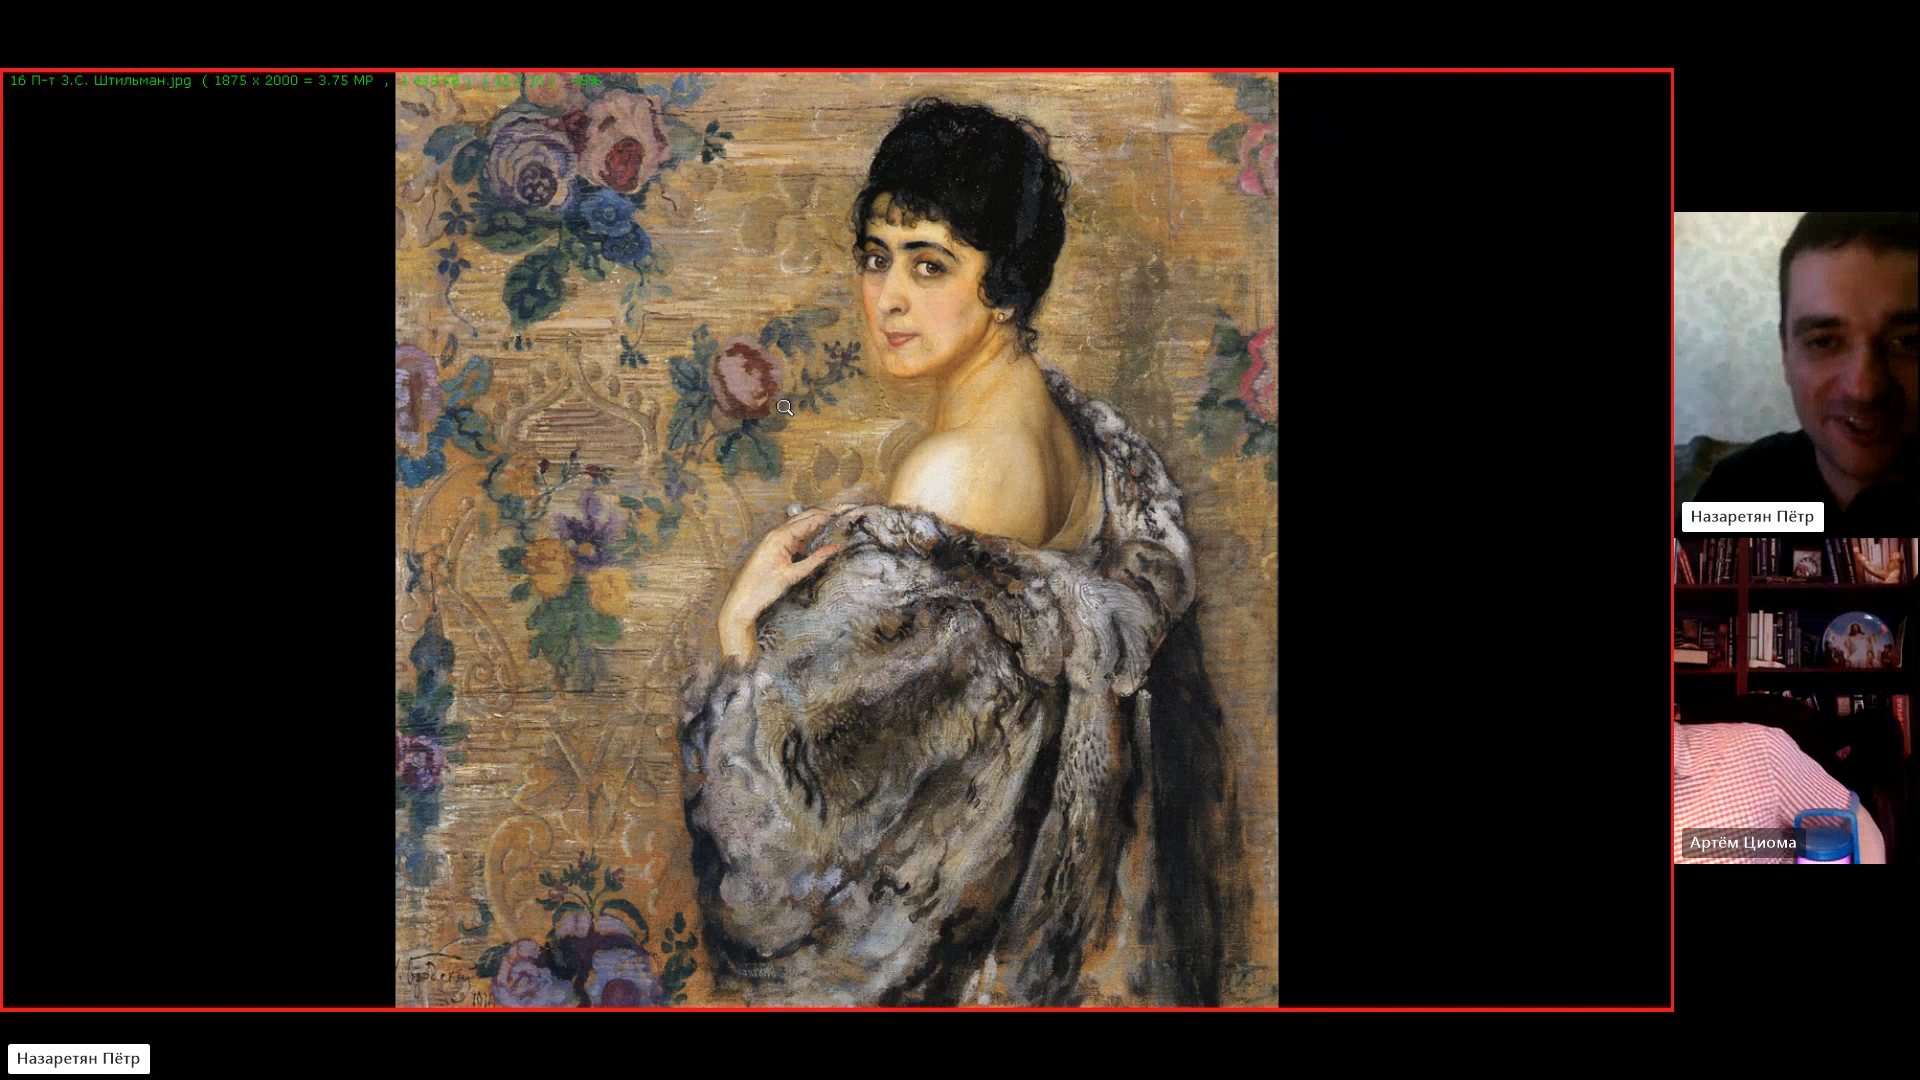 16 П-т З.С. Штильман.jpg ( 1875 x 2000 = 3.75 MP ,
Назаретян Пётр
Артём Циома
Назаретян Пётр